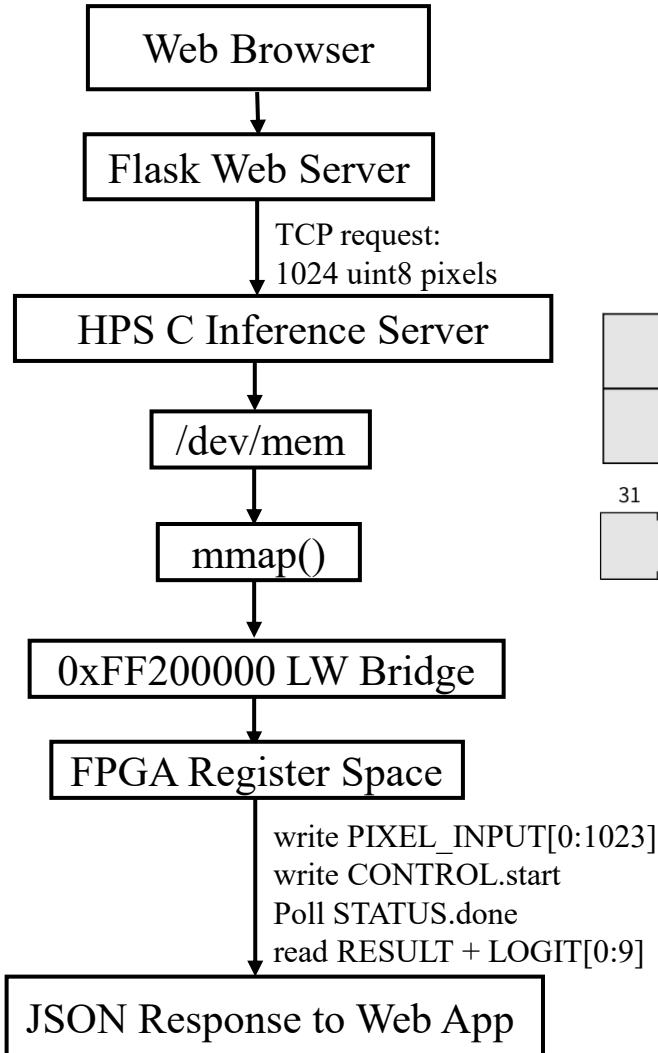 Web Browser
Flask Web Server
TCP request:
1024 uint8 pixels
HPS C Inference Server
/dev/mem
31
mmap()
0xFF200000 LW Bridge
FPGA Register Space
write PIXEL_INPUT[0:1023]
write CONTROL.start
Poll STATUS.done
read RESULT + LOGIT[0:9]
JSON Response to Web App